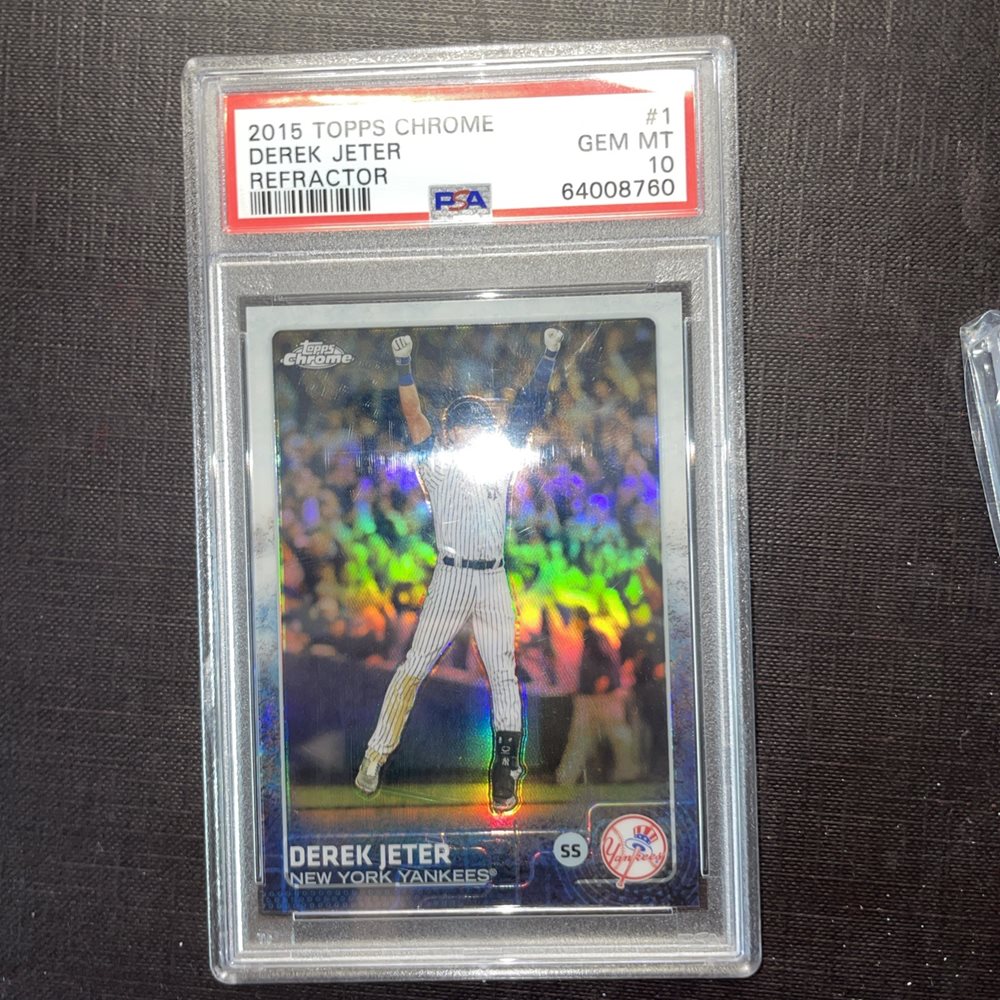 2015 TOPPS CHROME #1
DEREK JETER GEM MT
REFRACTOR 10
PSA 64008760
Topps
Chrome
DEREK JETER
NEW YORK YANKEES®
SS
Yankees